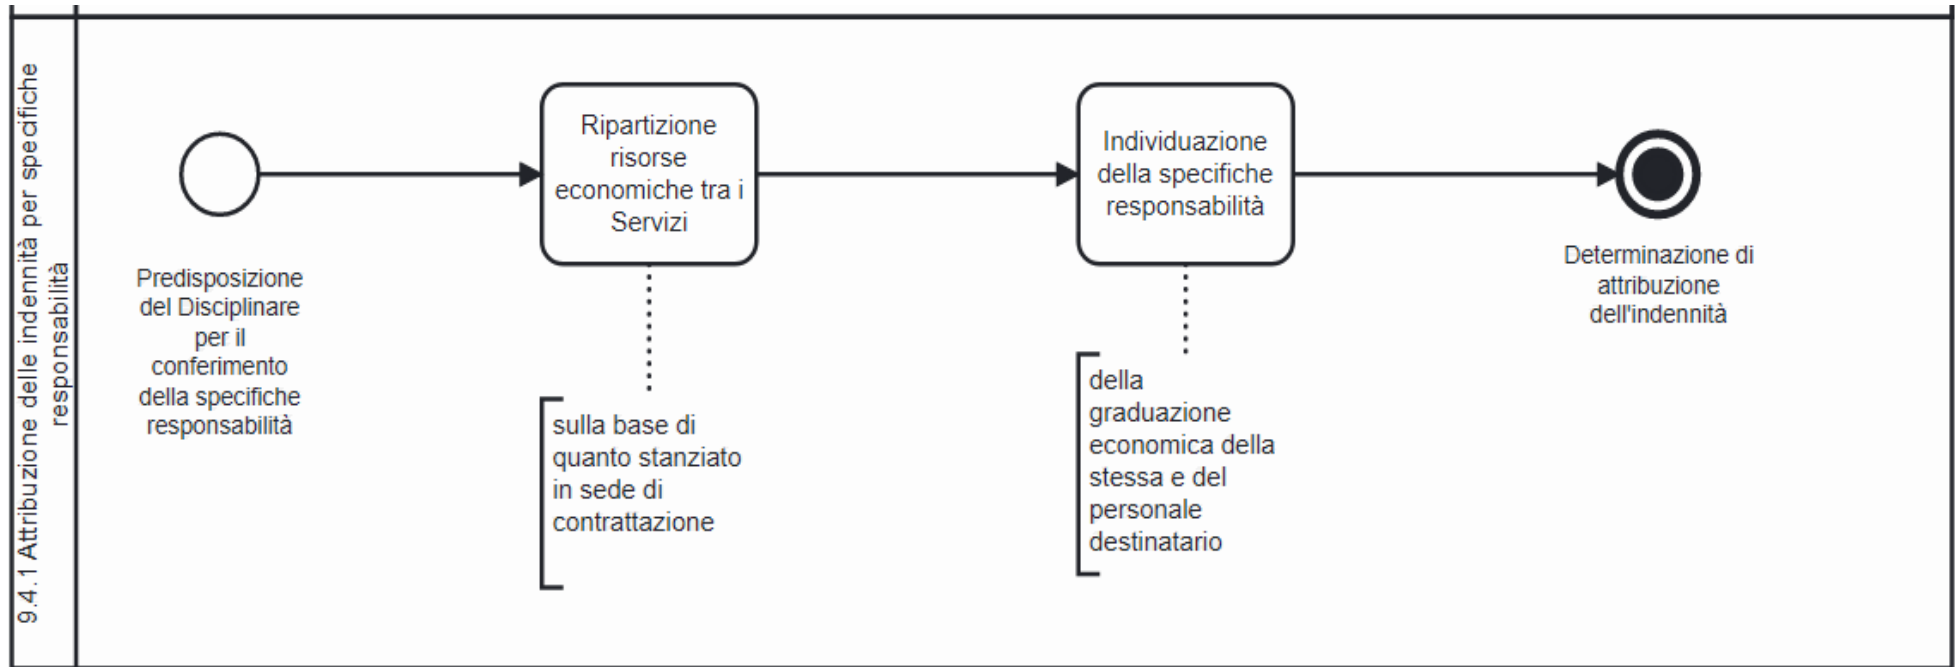 9.4.1 Attribuzione delle indennità per specifiche
responsabilità
Predisposizione
del Disciplinare
per il
conferimento
della specifiche
responsabilità
Ripartizione
risorse
economiche tra i
Servizi
sulla base di
quanto stanziato
in sede di
contrattazione
Individuazione
della specifiche
responsabilità
della
graduazione
economica della
stessa e del
personale
destinatario
Determinazione di
attribuzione
dell'indennità